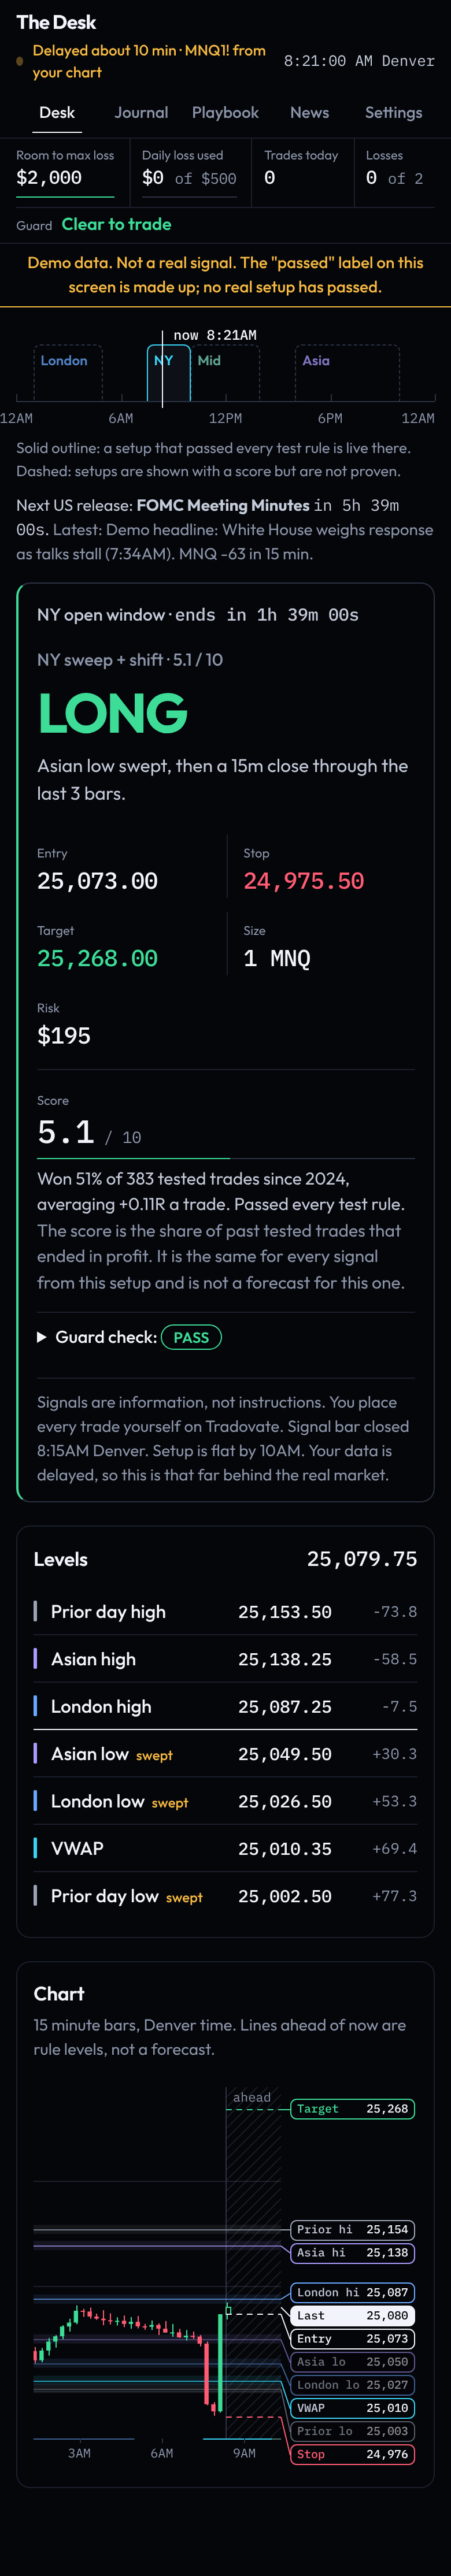 The Desk
Delayed about 10 min · MNQ1! from
your chart
8:21:00 AM Denver
Desk
Journal
Playbook
News
Settings
Room to max loss
$2,000
Daily loss used
$0 of $500
Trades today
0
Losses
0 of 2
Guard Clear to trade
Demo data. Not a real signal. The "passed" label on this
screen is made up; no real setup has passed.
now 8:21AM
London
NY
Mid
Asia
12AM
6AM
12PM
6PM
12AM
Solid outline: a setup that passed every test rule is live there.
Dashed: setups are shown with a score but are not proven.
Next US release: FOMC Meeting Minutes in 5h 39m
00s. Latest: Demo headline: White House weighs response
as talks stall (7:34AM). MNQ -63 in 15 min.
NY open window · ends in 1h 39m 00s
NY sweep + shift · 5.1 / 10
LONG
Asian low swept, then a 15m close through the
last 3 bars.
Entry
25,073.00
Stop
24,975.50
Target
25,268.00
Size
1 MNQ
Risk
$195
Score
5.1 / 10
Won 51% of 383 tested trades since 2024,
averaging +0.11R a trade. Passed every test rule.
The score is the share of past tested trades that
ended in profit. It is the same for every signal
from this setup and is not a forecast for this one.
Guard check: PASS
Signals are information, not instructions. You place
every trade yourself on Tradovate. Signal bar closed
8:15AM Denver. Setup is flat by 10AM. Your data is
delayed, so this is that far behind the real market.
Levels 25,079.75
Prior day high 25,153.50 -73.8
Asian high 25,138.25 -58.5
London high 25,087.25 -7.5
Asian low swept 25,049.50 +30.3
London low swept 25,026.50 +53.3
VWAP 25,010.35 +69.4
Prior day low swept 25,002.50 +77.3
Chart
15 minute bars, Denver time. Lines ahead of now are
rule levels, not a forecast.
ahead
Target 25,268
Prior hi 25,154
Asia hi 25,138
London hi 25,087
Last 25,080
Entry 25,073
Asia lo 25,050
London lo 25,027
VWAP 25,010
Prior lo 25,003
Stop 24,976
3AM
6AM
9AM